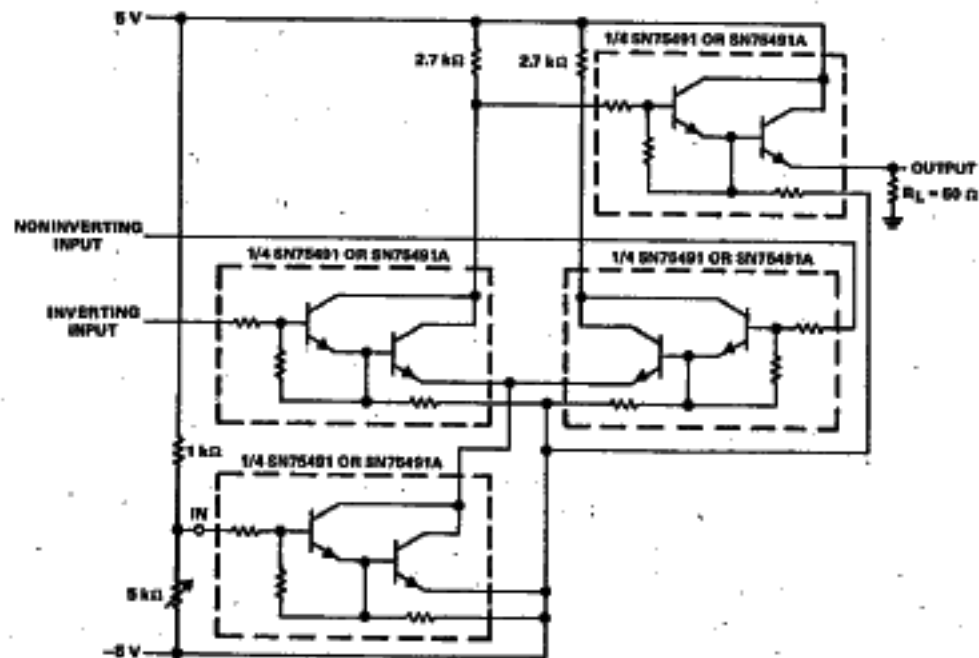 5 V
1/4 SN75491 OR SN75491A
2.7 kΩ
2.7 kΩ
OUTPUT
RL = 50 Ω
NONINVERTING
INPUT
1/4 SN75491 OR SN75491A
1/4 SN75491 OR SN75491A
INVERTING
INPUT
1 kΩ
1/4 SN75491 OR SN75491A
IN
5 kΩ
–5 V